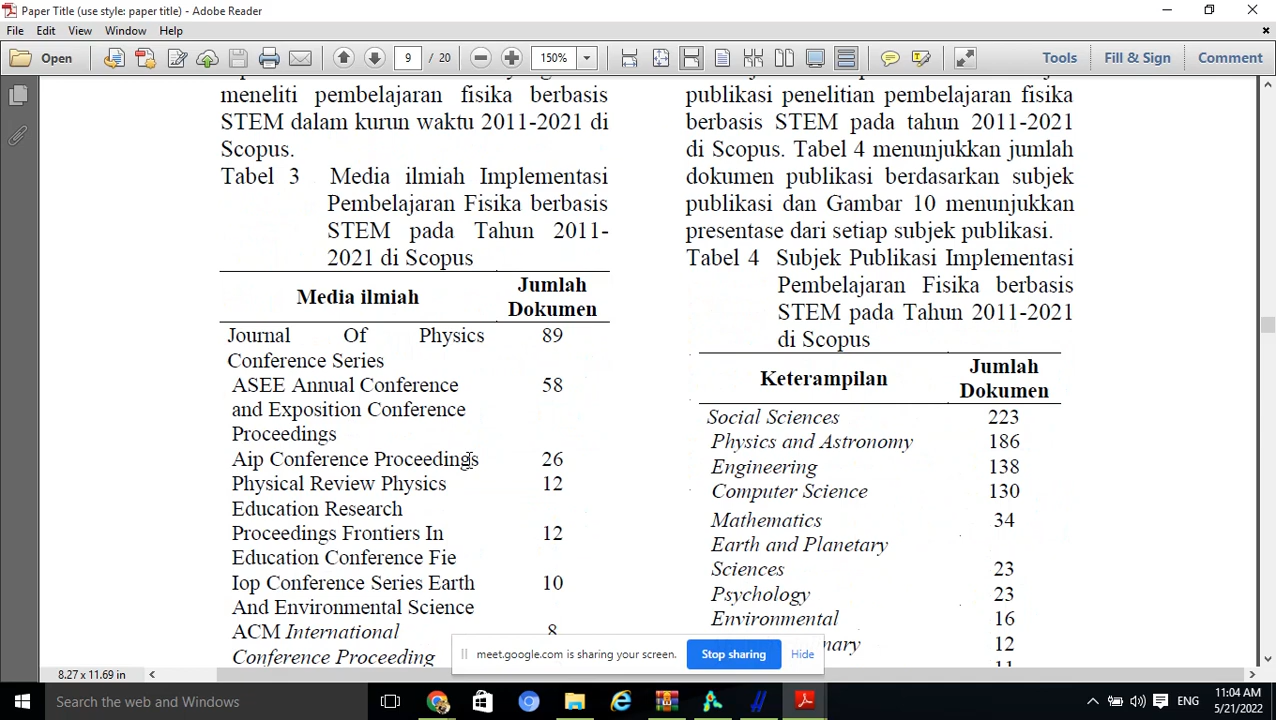 Paper Title (use style: paper title) - Adobe Reader
File Edit View Window Help
Open 9 / 20 150% Tools Fill & Sign Comment
meneliti pembelajaran fisika berbasis
STEM dalam kurun waktu 2011-2021 di
Scopus.
Tabel 3 Media ilmiah Implementasi
Pembelajaran Fisika berbasis
STEM pada Tahun 2011-
2021 di Scopus
Media ilmiah Jumlah
Dokumen
Journal Of Physics 89
Conference Series
ASEE Annual Conference 58
and Exposition Conference
Proceedings
Aip Conference Proceedings 26
Physical Review Physics 12
Education Research
Proceedings Frontiers In 12
Education Conference Fie
Iop Conference Series Earth 10
And Environmental Science
ACM International 8
Conference Proceeding
publikasi penelitian pembelajaran fisika
berbasis STEM pada tahun 2011-2021
di Scopus. Tabel 4 menunjukkan jumlah
dokumen publikasi berdasarkan subjek
publikasi dan Gambar 10 menunjukkan
presentase dari setiap subjek publikasi.
Tabel 4 Subjek Publikasi Implementasi
Pembelajaran Fisika berbasis
STEM pada Tahun 2011-2021
di Scopus
Keterampilan Jumlah
Dokumen
Social Sciences 223
Physics and Astronomy 186
Engineering 138
Computer Science 130
Mathematics 34
Earth and Planetary
Sciences 23
Psychology 23
Environmental 16
12
11
meet.google.com is sharing your screen. Stop sharing Hide
8.27 x 11.69 in
Search the web and Windows
ENG
11:04 AM
5/21/2022